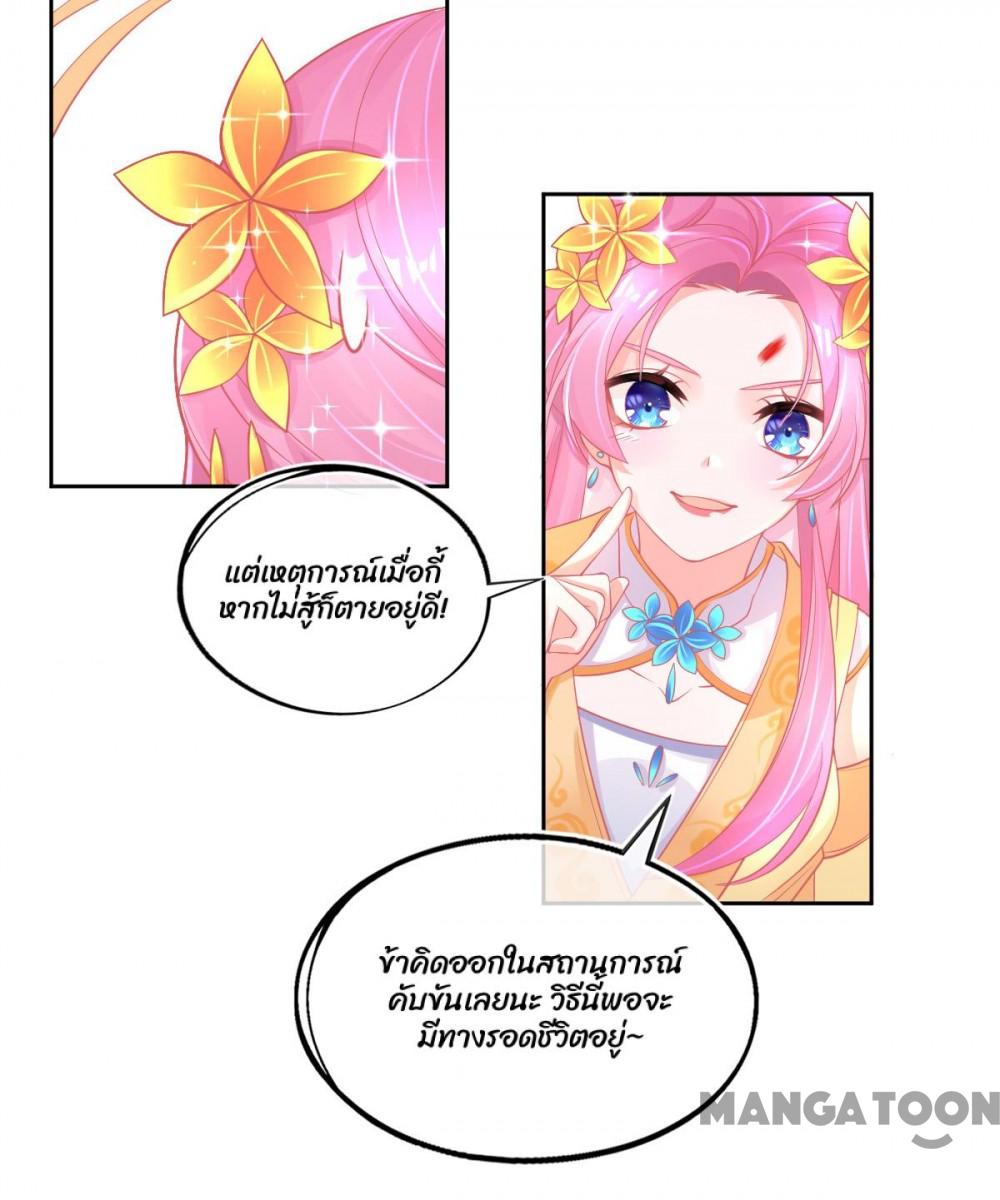 แต่เหตุการณ์เมื่อกี้
หากไม่สู้ก็ตายอยู่ดี!
ข้าคิดออกในสถานการณ์
คับขันเลยนะ วิธีนี้พอจะ
มีทางรอดชีวิตอยู่~
MANGATOON